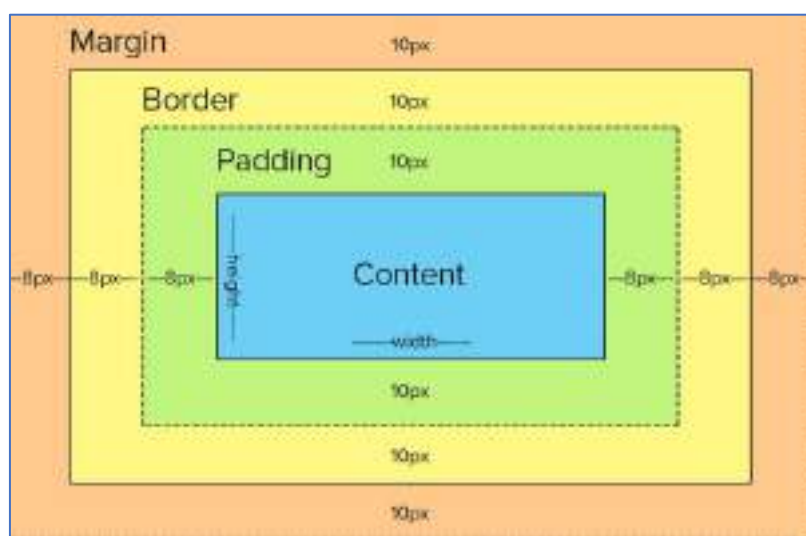 Margin 10px
Border 10px
Padding 10px
8px 8px 8px height Content 8px 8px 8px
width
10px
10px
10px